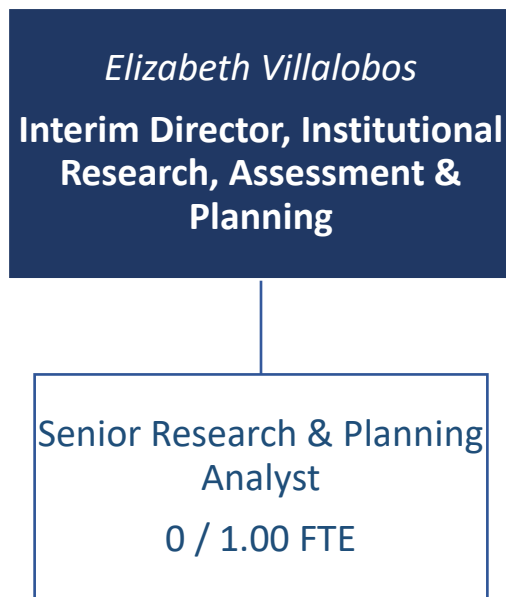 Elizabeth Villalobos
Interim Director, Institutional
Research, Assessment &
Planning
Senior Research & Planning
Analyst
0 / 1.00 FTE